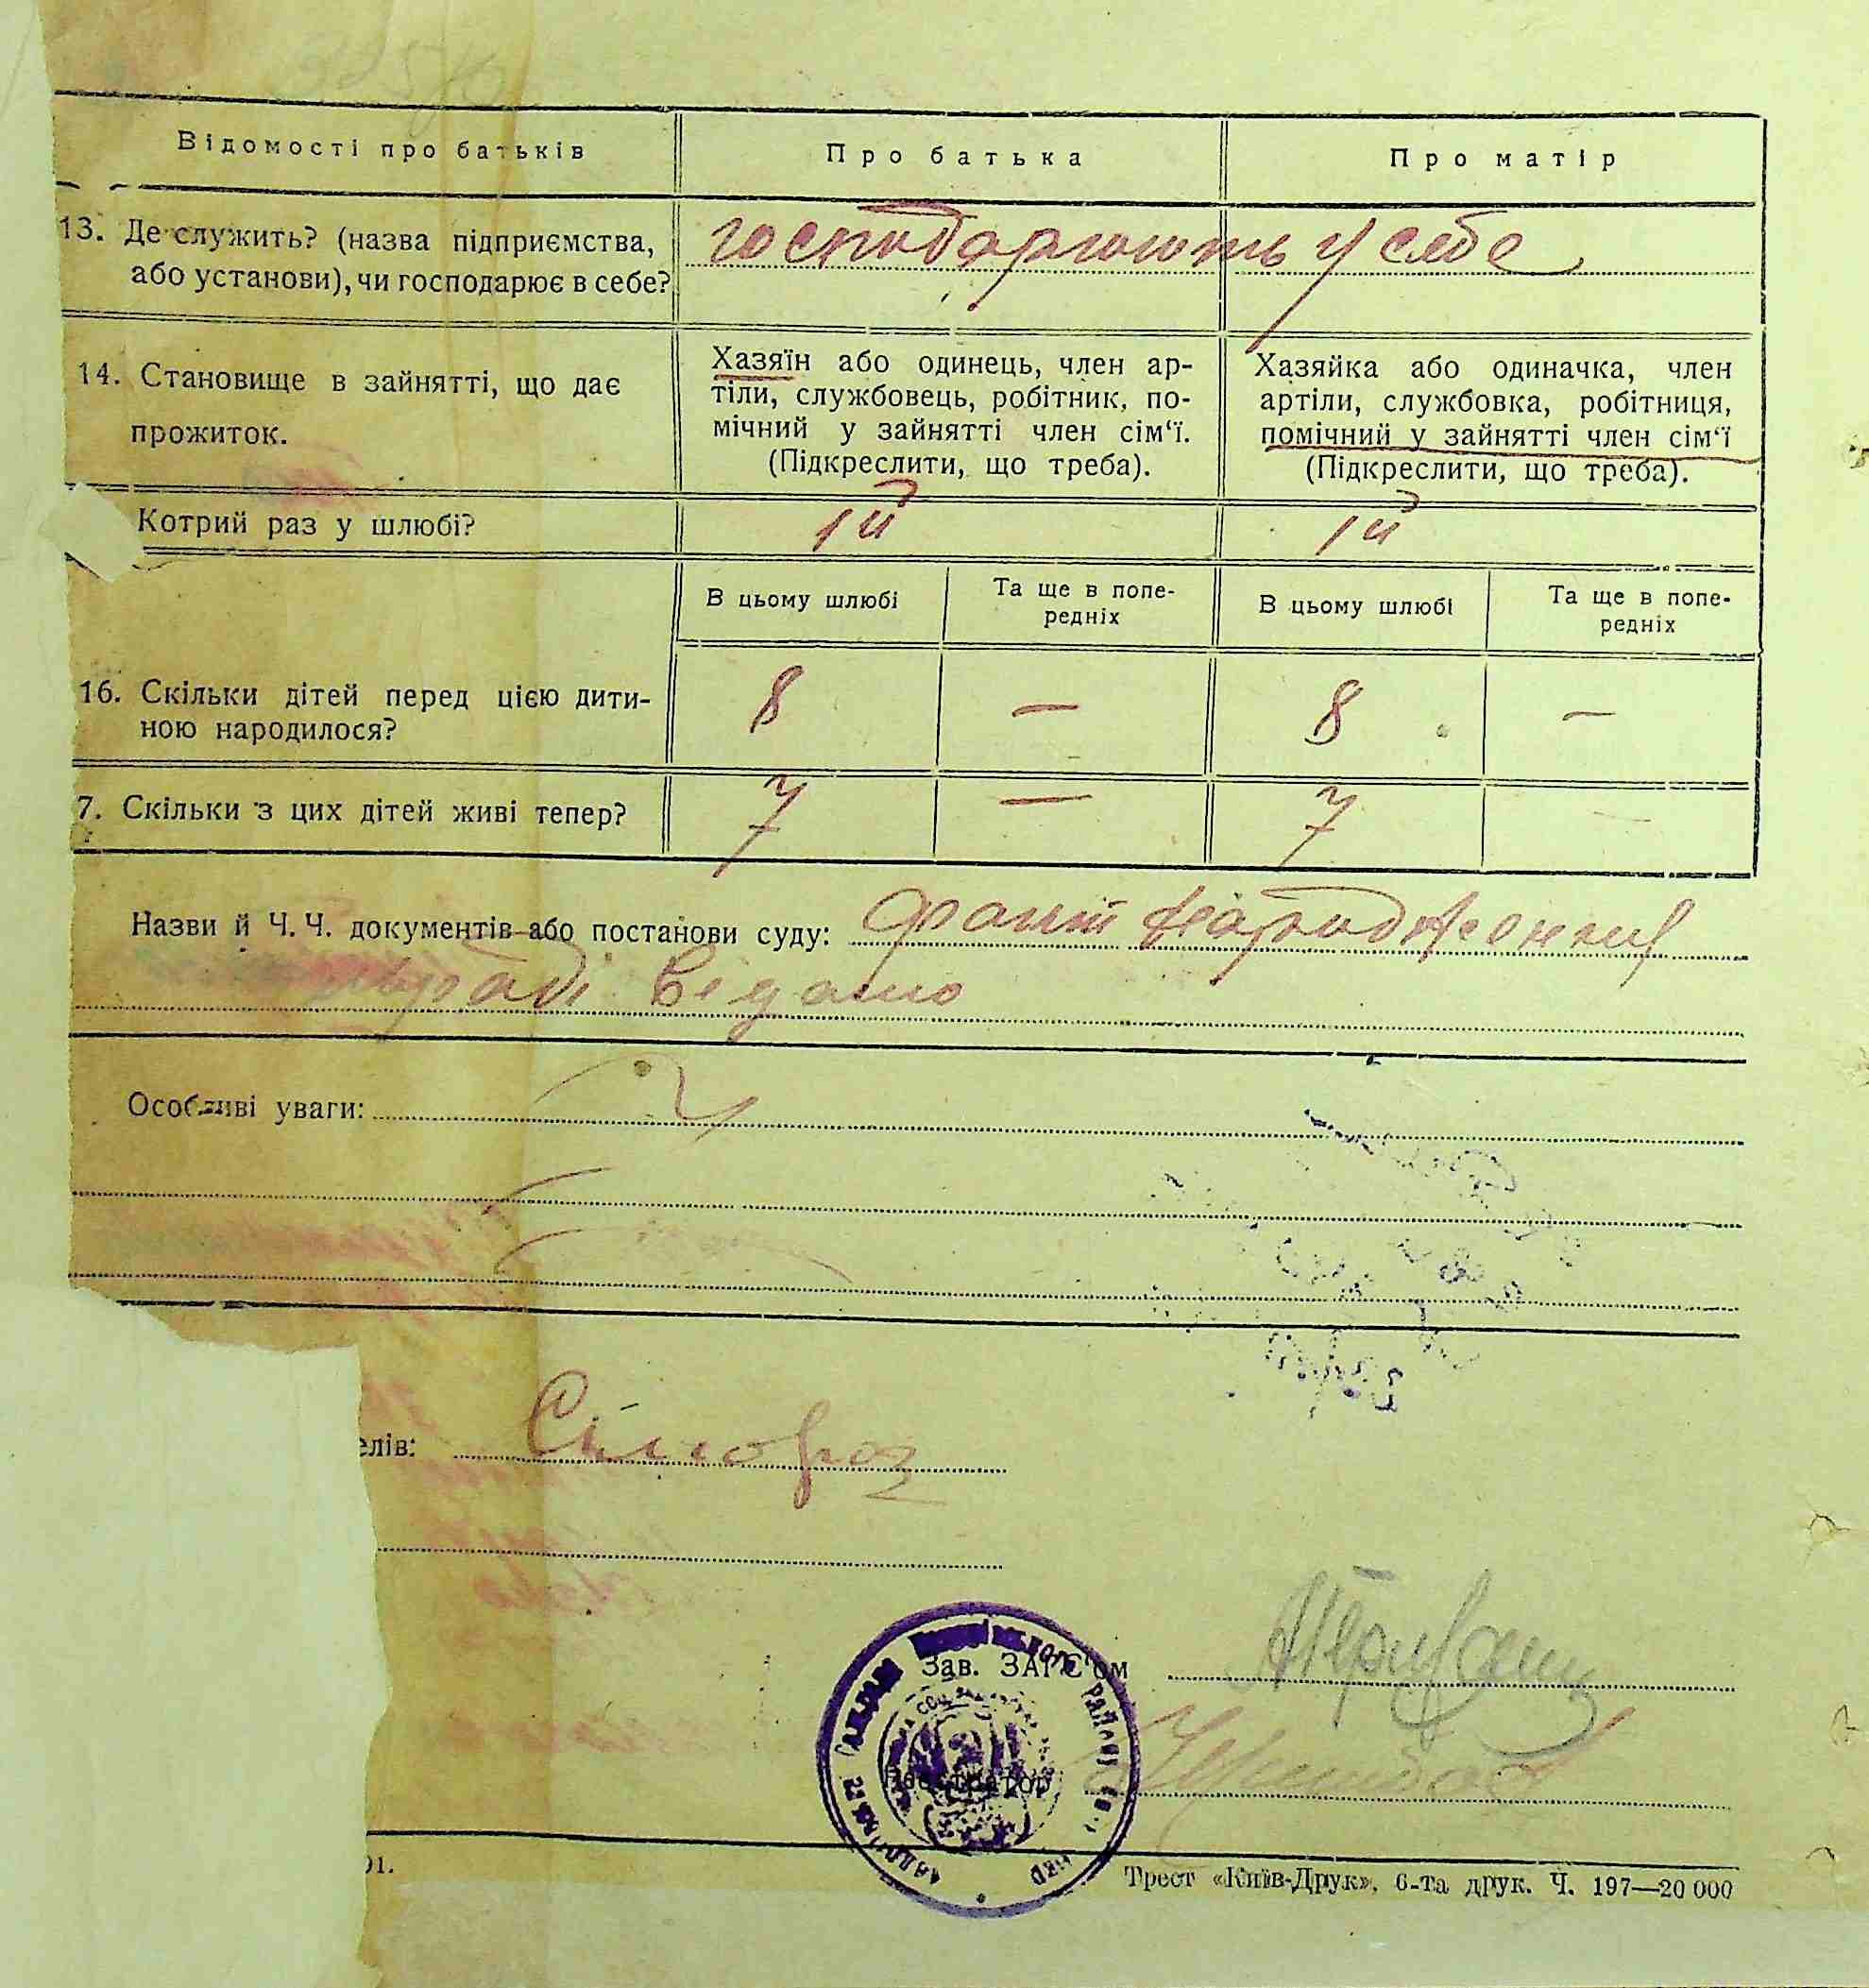 Відомості про батьків
Про батька
Про матір
13. Де служить? (назва підприємства,
або установи), чи господарює в себе?
господарюють у себе
14. Становище в зайнятті, що дає
прожиток.
Хазяїн або одинець, член ар-
тіли, службовець, робітник, по-
мічний у зайнятті член сім‘ї.
(Підкреслити, що треба).
Хазяйка або одиначка, член
артіли, службовка, робітниця,
помічний у зайнятті член сім‘ї
(Підкреслити, що треба).
Котрий раз у шлюбі?
1й
1й
В цьому шлюбі
Та ще в попе-
редніх
В цьому шлюбі
Та ще в попе-
редніх
16. Скільки дітей перед цією дити-
ною народилося?
8
—
8
—
7. Скільки з цих дітей живі тепер?
7
—
7
Назви й Ч. Ч. документів або постанови суду: факт народження
відомо
Особливі уваги:
елів:
Зав. ЗАГС'ом
Реєстратор
01.
Трест «Київ-Друк», 6-та друк. Ч. 197—20 000